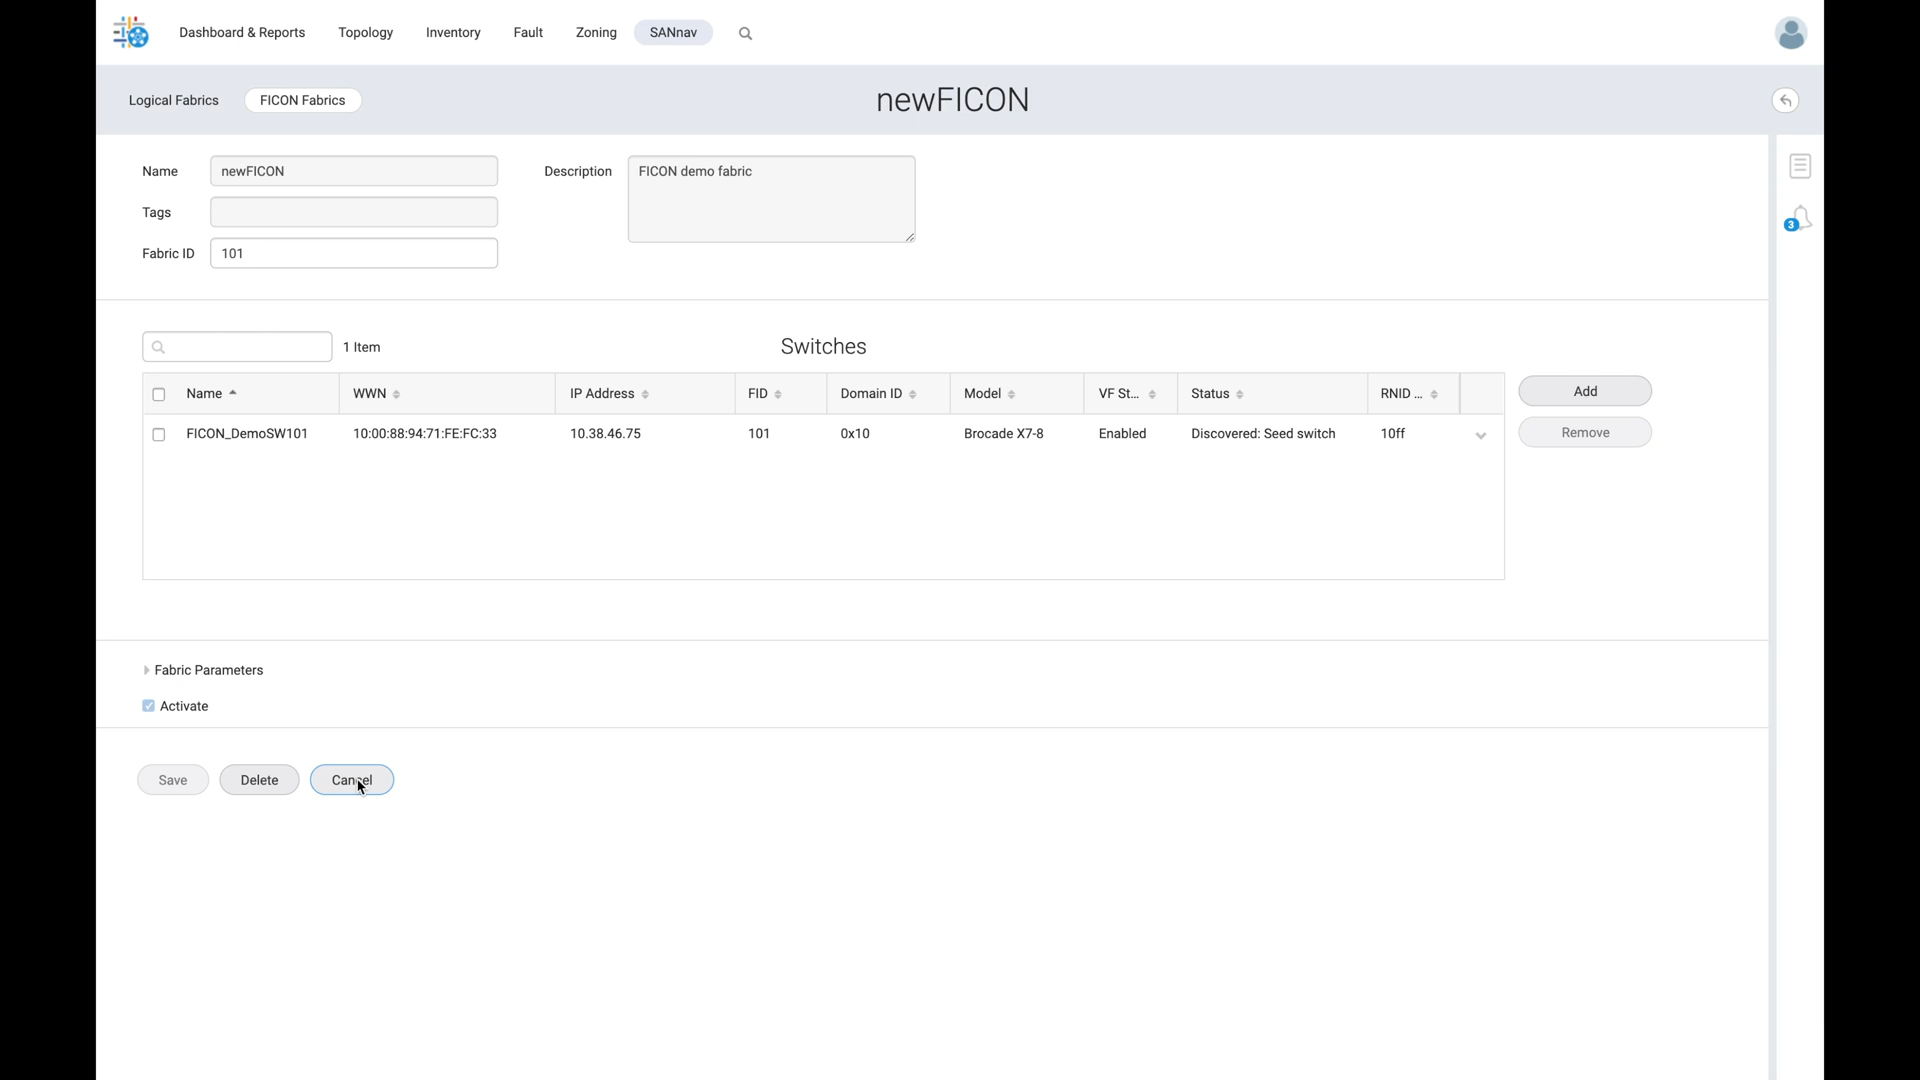 Dashboard & Reports Topology Inventory Fault Zoning SANnav
Logical Fabrics FICON Fabrics newFICON
Name newFICON Description FICON demo fabric
Tags
Fabric ID 101
3
1 Item Switches
Name WWN IP Address FID Domain ID Model VF St... Status RNID ... Add
FICON_DemoSW101 10:00:88:94:71:FE:FC:33 10.38.46.75 101 0x10 Brocade X7-8 Enabled Discovered: Seed switch 10ff Remove
Fabric Parameters
Activate
Save Delete Cancel